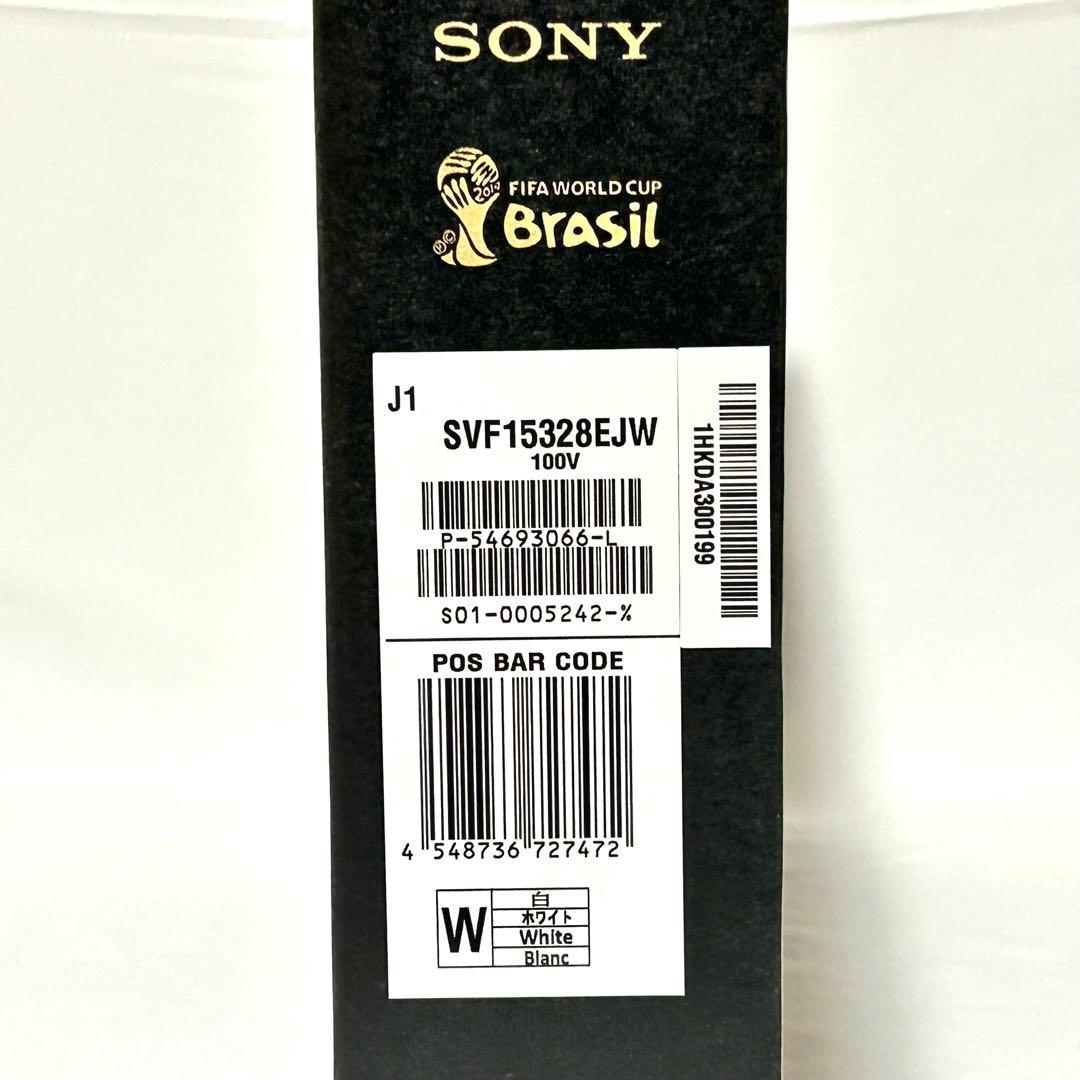 SONY
2014
FIFA WORLD CUP
Brasil
J1
SVF15328EJW
100V
P-54693066-L
S01-0005242-%
1HKDA300199
POS BAR CODE
4 548736 727472
W
白
ホワイト
White
Blanc